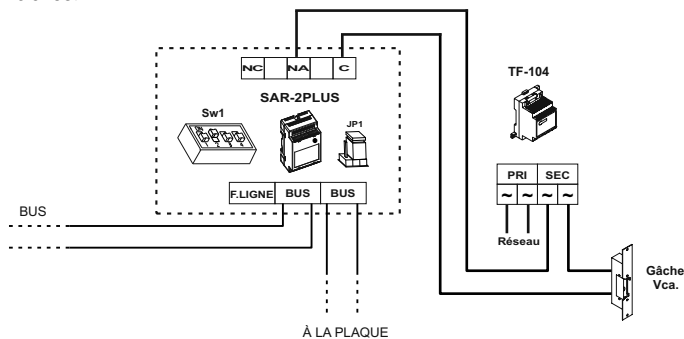 NC NA C
SAR-2PLUS
Sw1
JP1
F.LIGNE BUS BUS
BUS
À LA PLAQUE
TF-104
PRI SEC
~ ~ ~ ~
Réseau
Gâche
Vca.